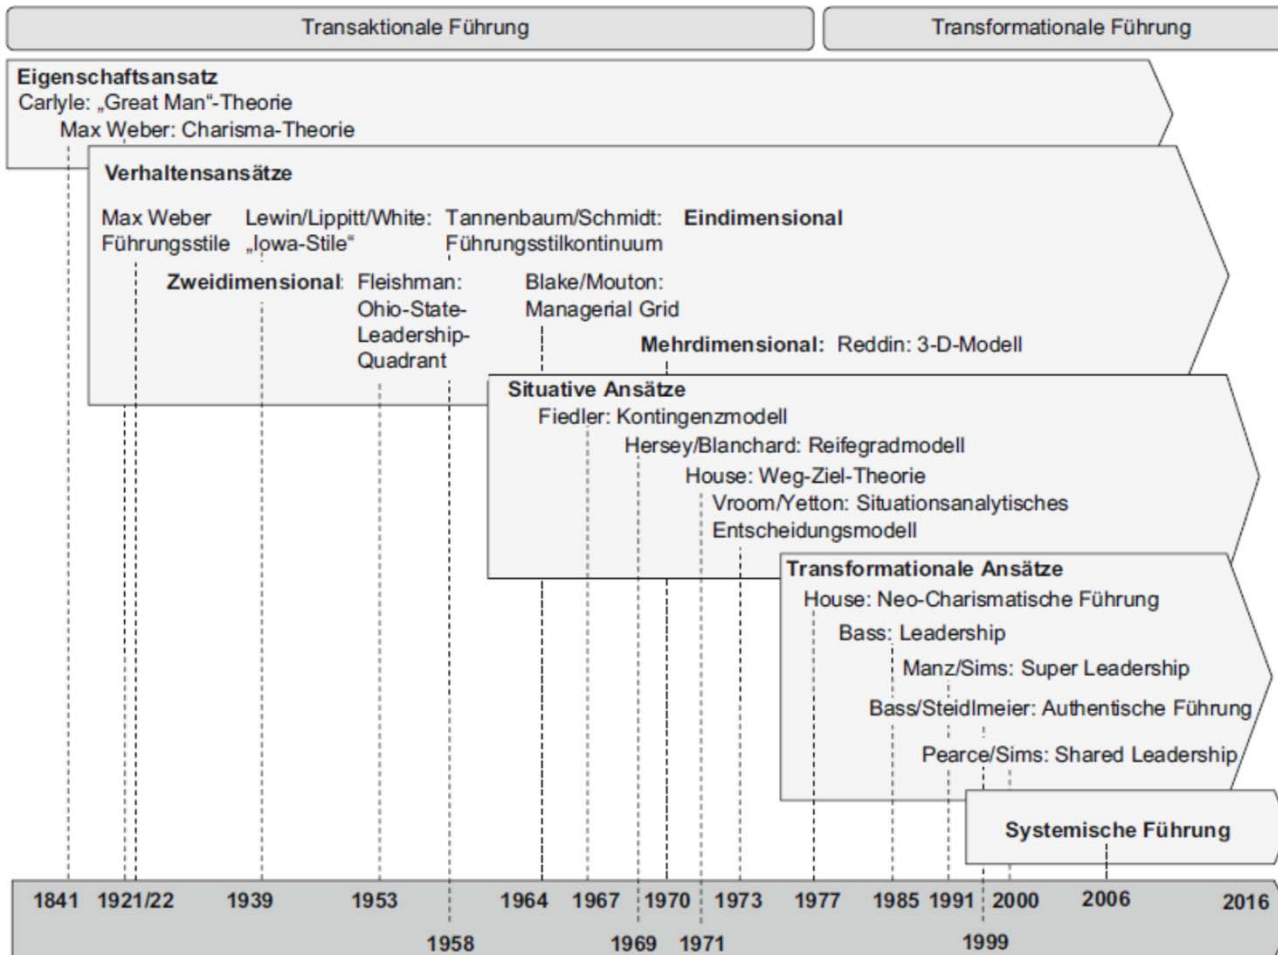 Transaktionale Führung
Transformationale Führung
Eigenschaftsansatz
Carlyle: „Great Man“-Theorie
Max Weber: Charisma-Theorie
Verhaltensansätze
Max Weber
Führungsstile
Lewin/Lippitt/White:
„Iowa-Stile“
Tannenbaum/Schmidt:
Führungsstilkontinuum
Eindimensional
Zweidimensional:
Fleishman:
Ohio-State-
Leadership-
Quadrant
Blake/Mouton:
Managerial Grid
Mehrdimensional: Reddin: 3-D-Modell
Situative Ansätze
Fiedler: Kontingenzmodell
Hersey/Blanchard: Reifegradmodell
House: Weg-Ziel-Theorie
Vroom/Yetton: Situationsanalytisches
Entscheidungsmodell
Transformationale Ansätze
House: Neo-Charismatische Führung
Bass: Leadership
Manz/Sims: Super Leadership
Bass/Steidlmeier: Authentische Führung
Pearce/Sims: Shared Leadership
Systemische Führung
1841 1921/22 1939 1953 1964 1967 1970 1973 1977 1985 1991 2000 2006 2016
1958 1969 1971 1999